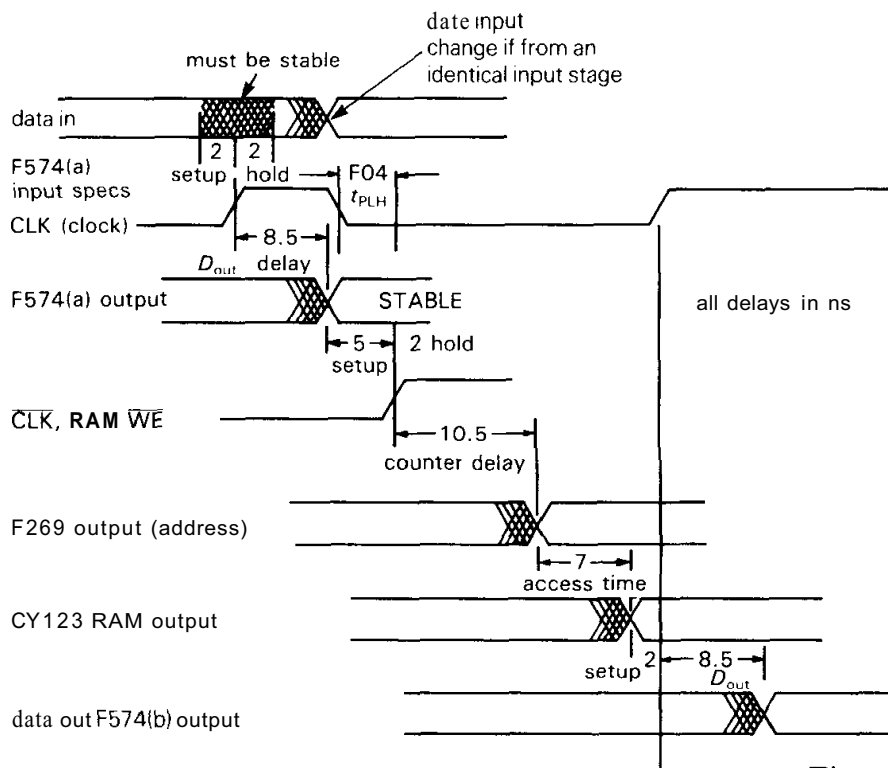 date input
change if from an
identical input stage
must be stable
data in
2 2
setup hold
F04
tPLH
F574(a)
input specs
CLK (clock)
8.5
Dout delay
F574(a) output
STABLE
all delays in ns
5 2 hold
setup
CLK, RAM WE
10.5
counter delay
F269 output (address)
7
access time
CY123 RAM output
setup 2 8.5
Dout
data out F574(b) output